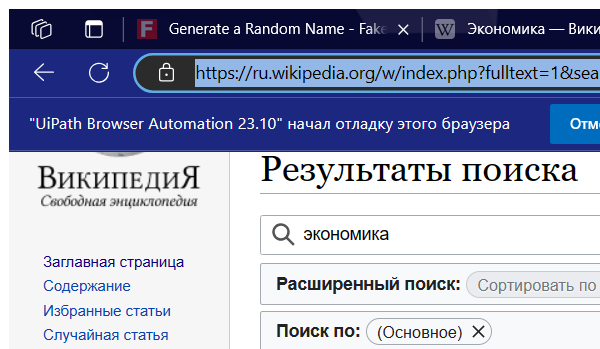 Generate a Random Name - Fake
Экономика — Вики
https://ru.wikipedia.org/w/index.php?fulltext=1&sea
"UiPath Browser Automation 23.10" начал отладку этого браузера
Отм
Результаты поиска
ВИКИПЕДИЯ
Свободная энциклопедия
экономика
Заглавная страница
Содержание
Избранные статьи
Случайная статья
Расширенный поиск:
Сортировать по
Поиск по:
(Основное)